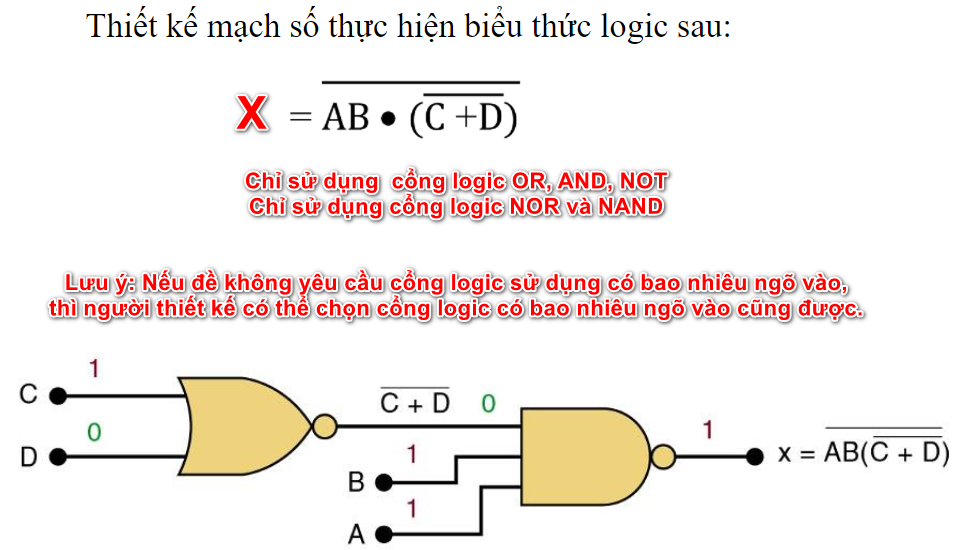 Thiết kế mạch số thực hiện biểu thức logic sau:
X = \overline{AB • (\overline{C +D})}
Chỉ sử dụng cổng logic OR, AND, NOT
Chỉ sử dụng cổng logic NOR và NAND
Lưu ý: Nếu đề không yêu cầu cổng logic sử dụng có bao nhiêu ngõ vào,
thì người thiết kế có thể chọn cổng logic có bao nhiêu ngõ vào cũng được.
C 1
D 0
\overline{C + D} 0
B 1
A 1
1
x = \overline{AB(\overline{C + D})}